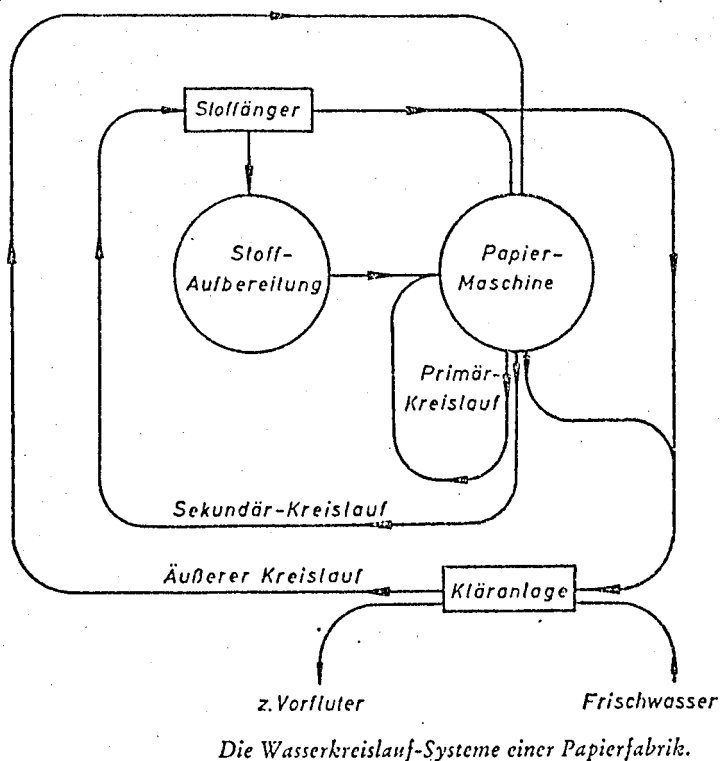 Stoffänger
Stoff-
Aufbereitung
Papier-
Maschine
Primär-
Kreislauf
Sekundär-Kreislauf
Äußerer Kreislauf
Kläranlage
z. Vorfluter
Frischwasser
Die Wasserkreislauf-Systeme einer Papierfabrik.